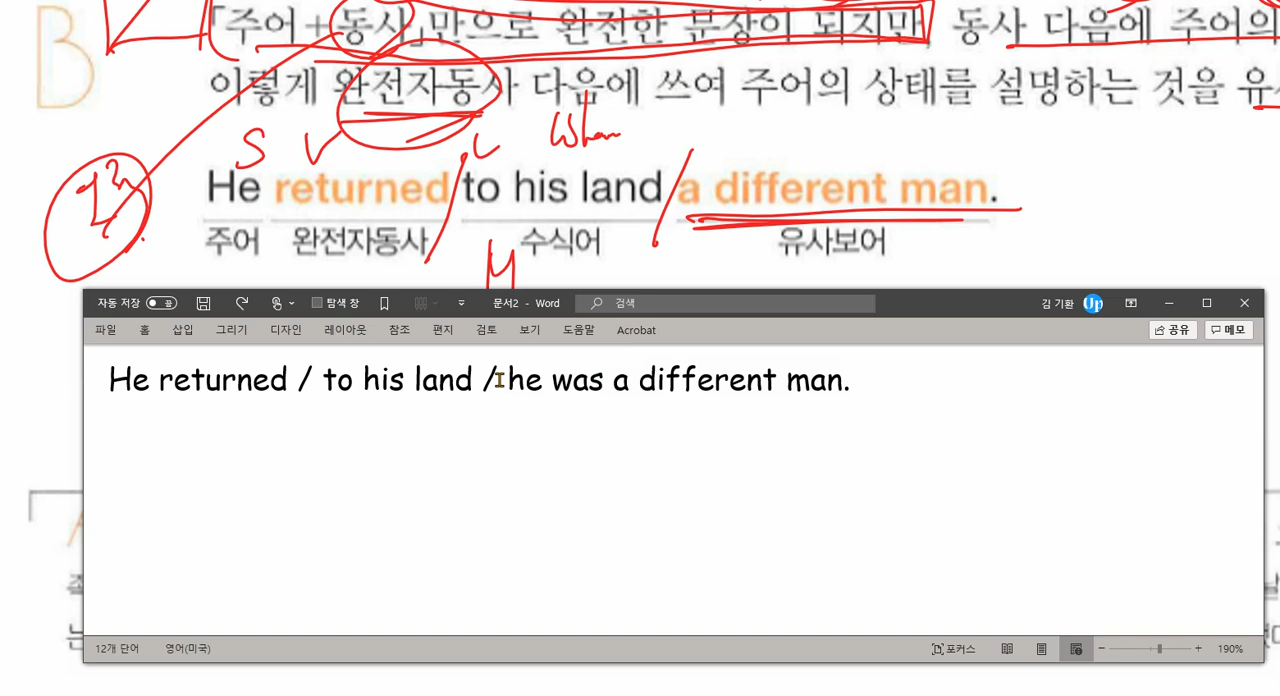 B
「주어+동사」만으로 완전한 문장이 되지만, 동사 다음에 주어의
이렇게 완전자동사 다음에 쓰여 주어의 상태를 설명하는 것을 유사
S V
He returned to his land a different man.
주어 완전자동사 수식어 유사보어
M
자동 저장 끔 탐색 창 문서2 - Word 검색 김 기환 Up
파일 홈 삽입 그리기 디자인 레이아웃 참조 편지 검토 보기 도움말 Acrobat 공유 메모
He returned / to his land / he was a different man.
12개 단어 영어(미국) 포커스 190%